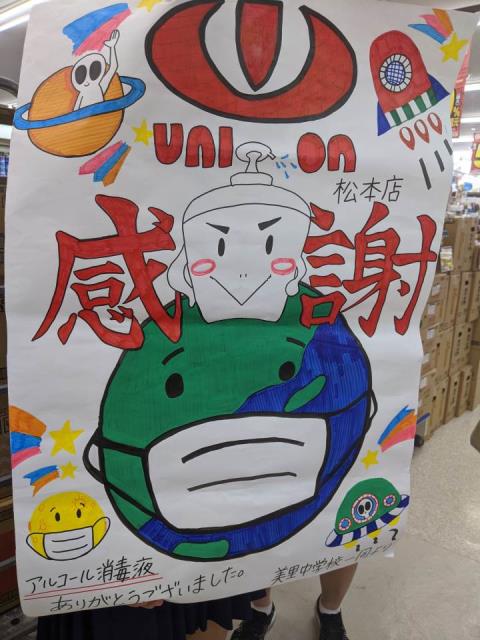 UNION
松本店
感謝
アルコール消毒液
ありがとうございました。
美里中学校一同より